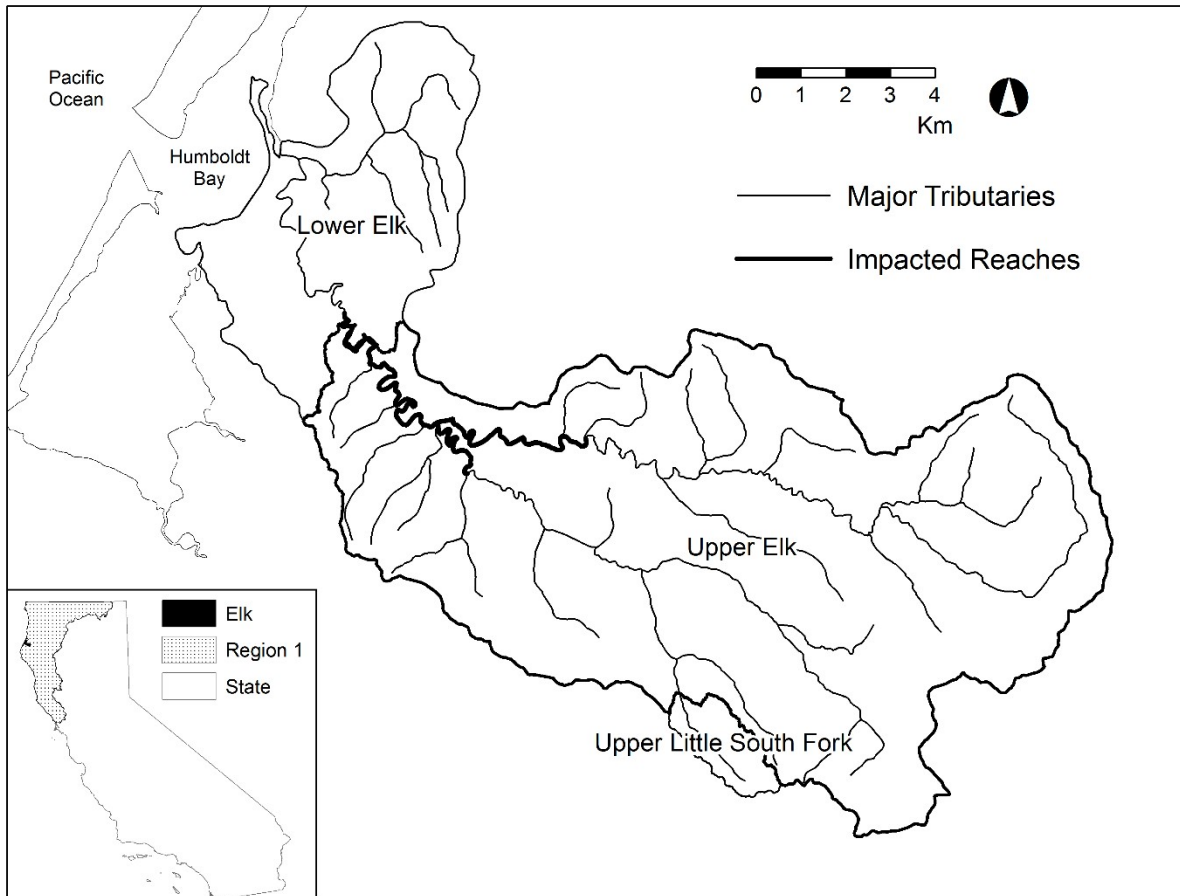 Pacific
Ocean
Humboldt
Bay
Lower Elk
0 1 2 3 4
Km
Major Tributaries
Impacted Reaches
Upper Elk
Upper Little South Fork
Elk
Region 1
State